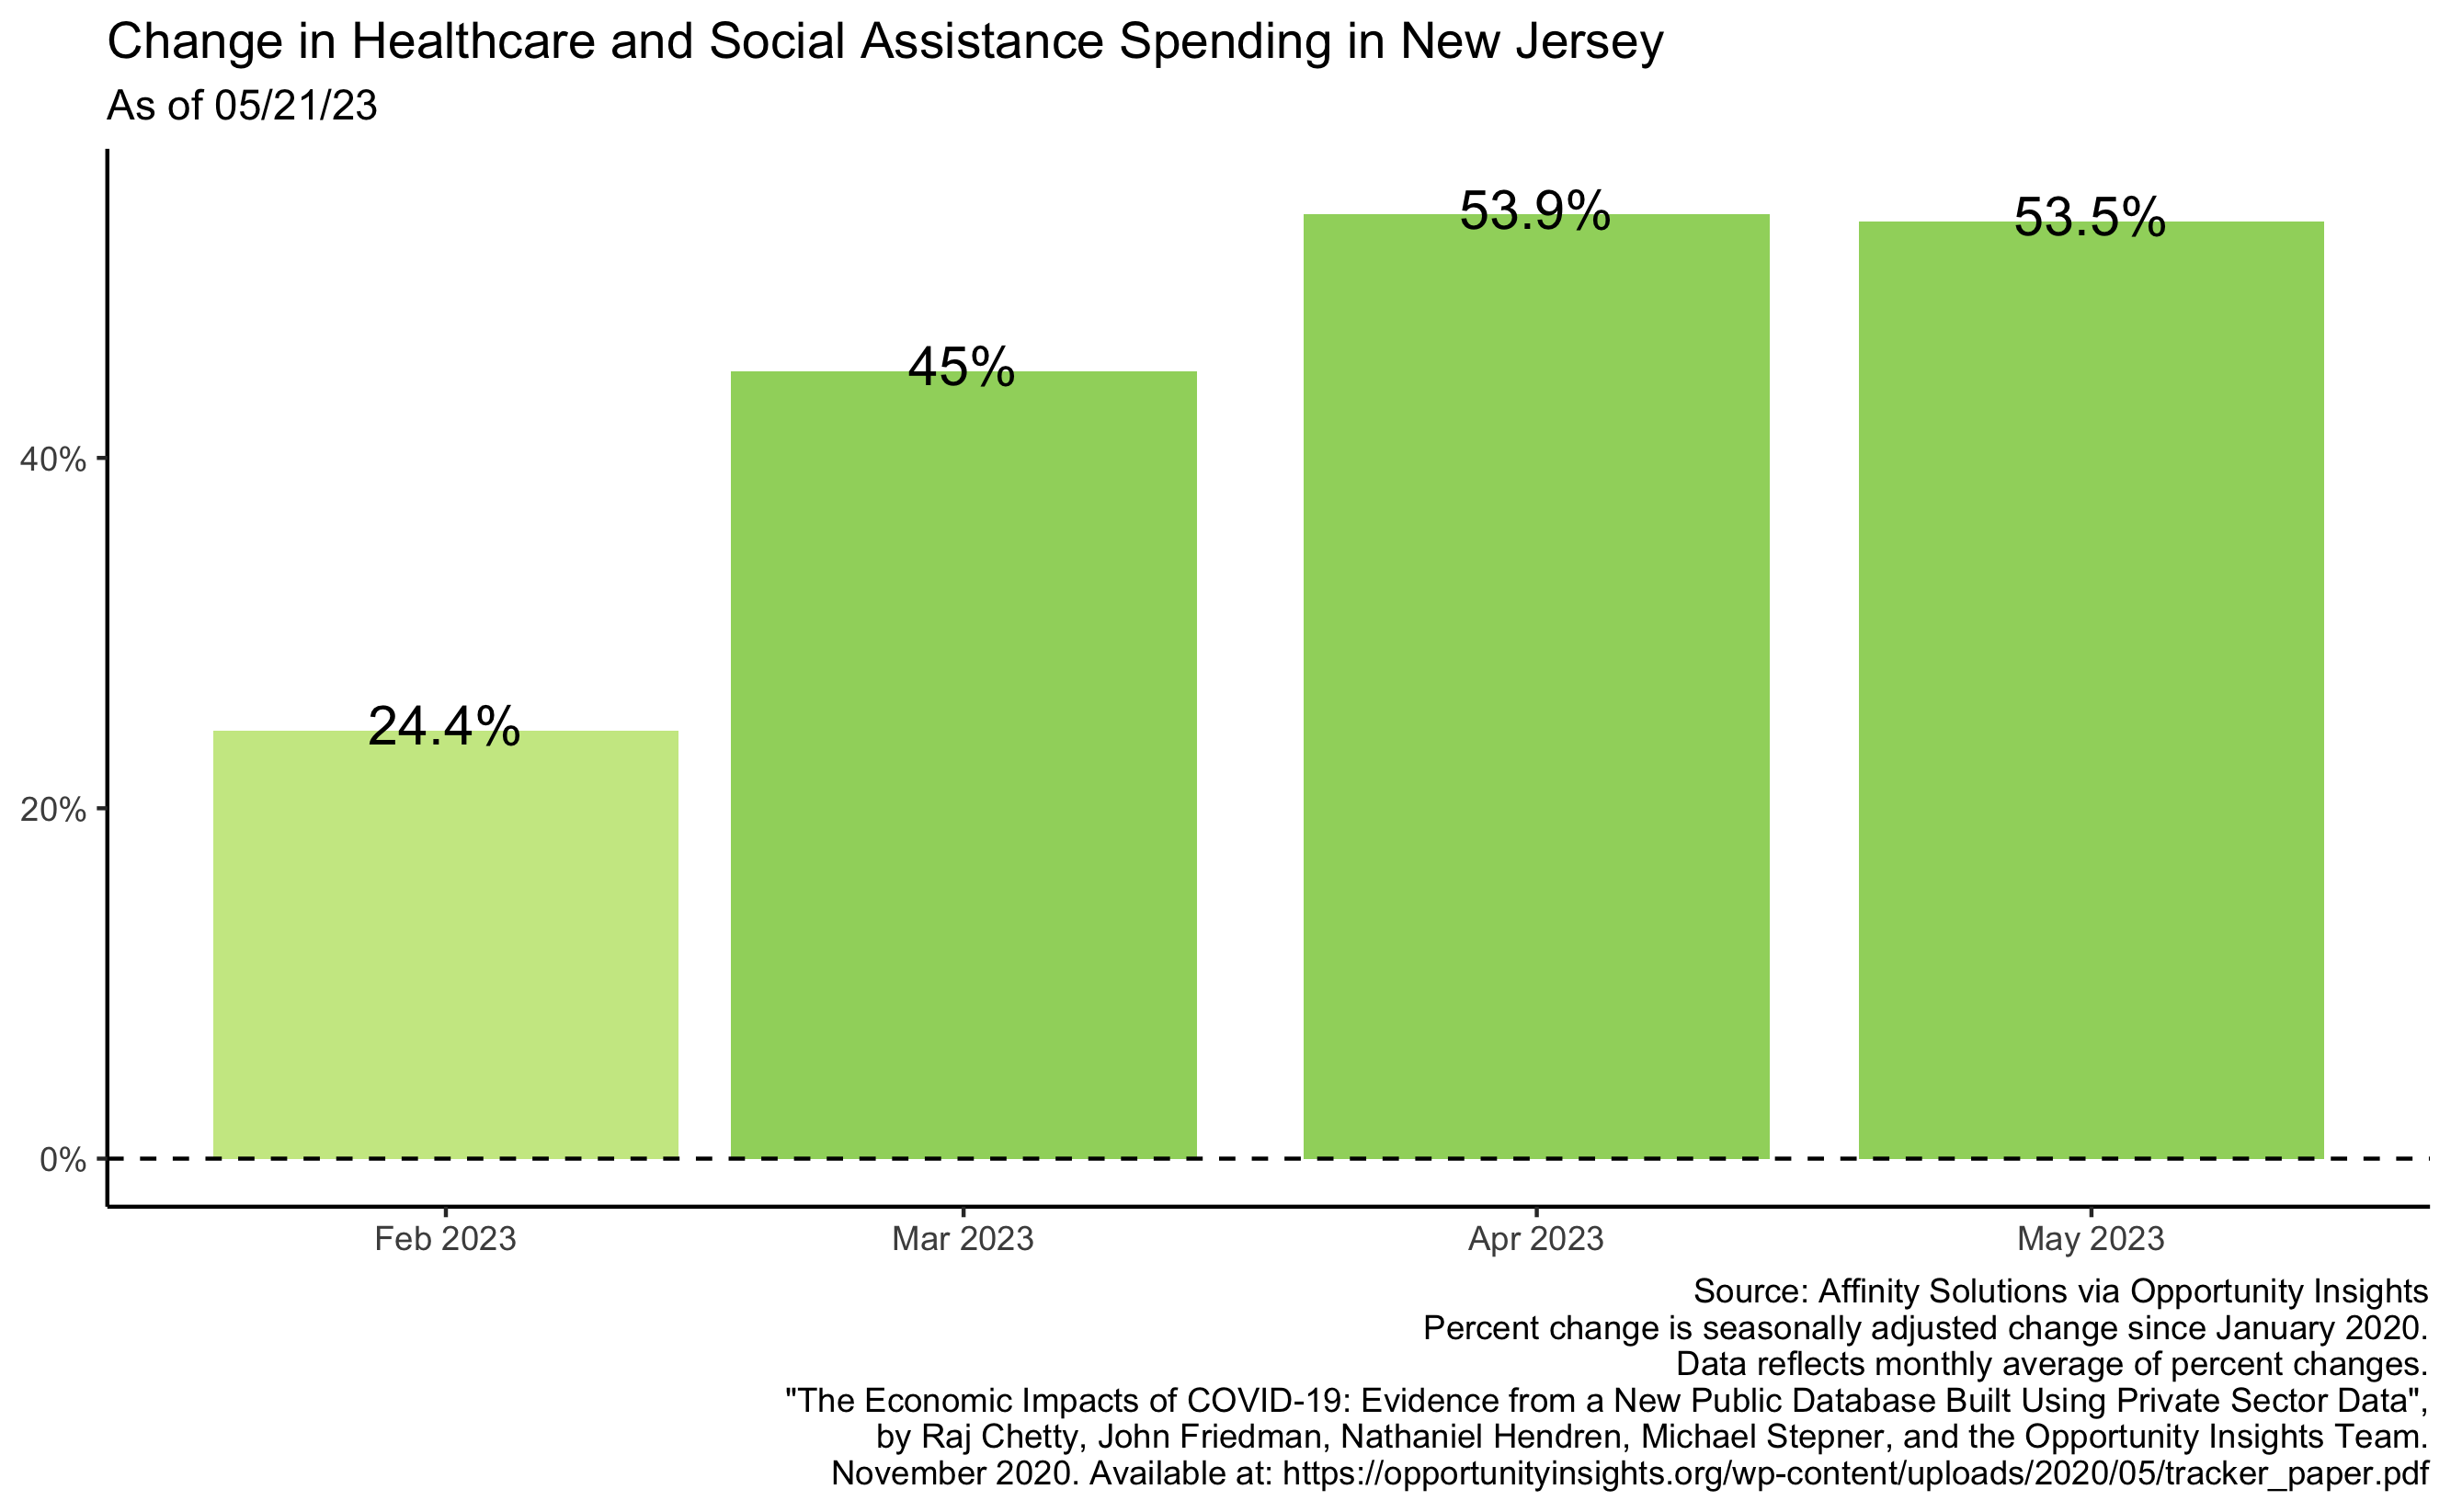 Change in Healthcare and Social Assistance Spending in New Jersey
As of 05/21/23
53.9%
53.5%
45%
40%
24.4%
20%
0%
Feb 2023
Mar 2023
Apr 2023
May 2023
Source: Affinity Solutions via Opportunity Insights
Percent change is seasonally adjusted change since January 2020.
Data reflects monthly average of percent changes.
"The Economic Impacts of COVID-19: Evidence from a New Public Database Built Using Private Sector Data",
by Raj Chetty, John Friedman, Nathaniel Hendren, Michael Stepner, and the Opportunity Insights Team.
November 2020. Available at: https://opportunityinsights.org/wp-content/uploads/2020/05/tracker_paper.pdf